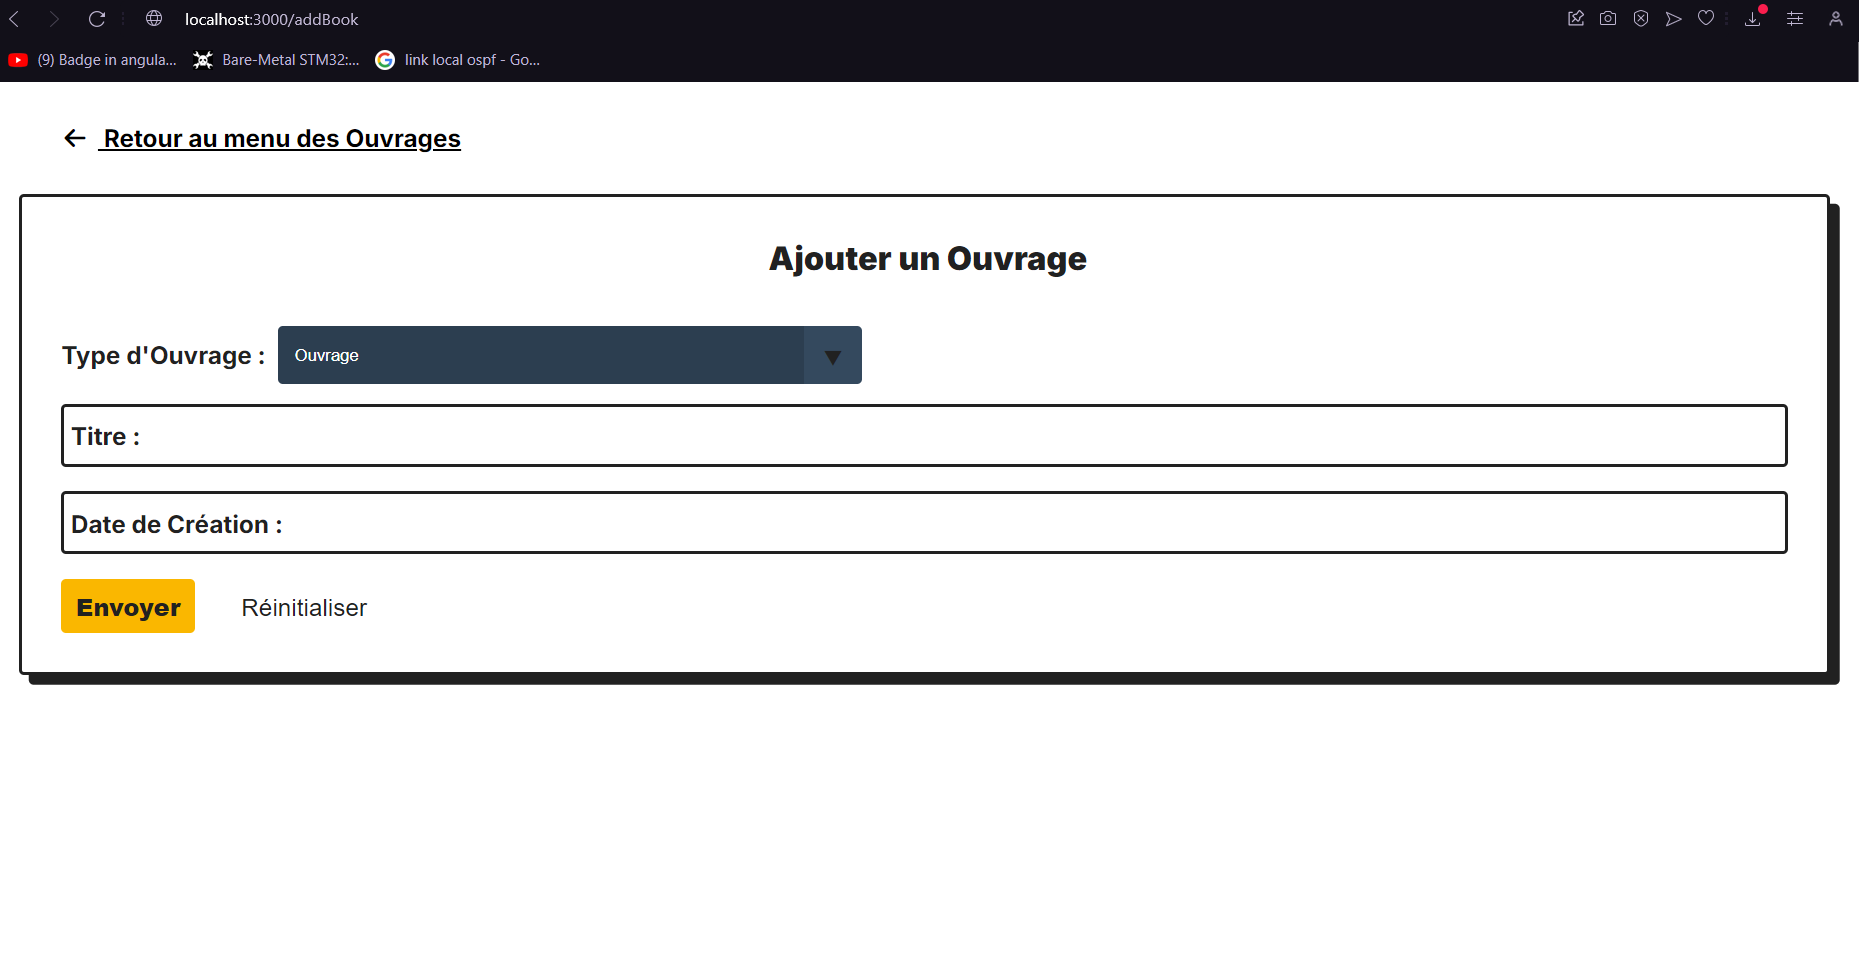 localhost:3000/addBook
(9) Badge in angula... Bare-Metal STM32:... link local ospf - Go...
Retour au menu des Ouvrages
Ajouter un Ouvrage
Type d'Ouvrage : Ouvrage
Titre :
Date de Création :
Envoyer Réinitialiser